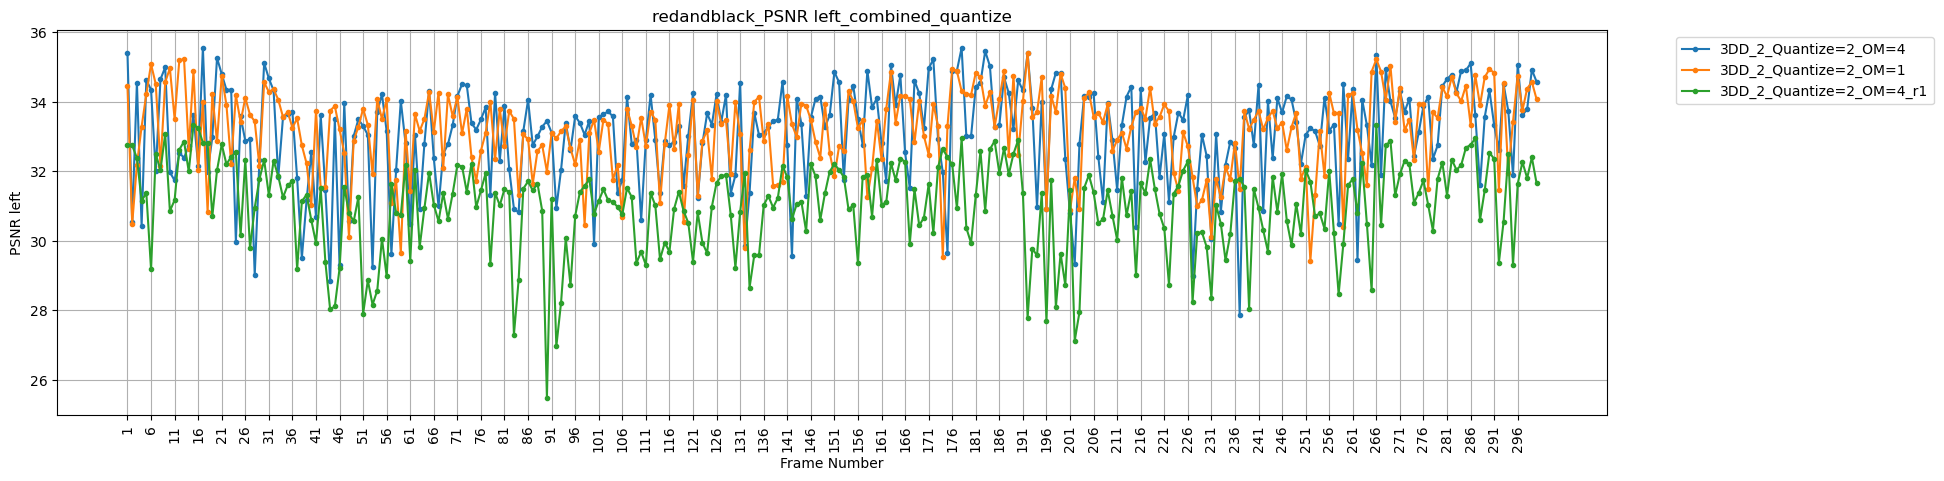 redandblack_PSNR left_combined_quantize
3DD_2_Quantize=2_OM=4
3DD_2_Quantize=2_OM=1
3DD_2_Quantize=2_OM=4_r1
PSNR left
36
34
32
30
28
26
1 6 11 16 21 26 31 36 41 46 51 56 61 66 71 76 81 86 91 96 101 106 111 116 121 126 131 136 141 146 151 156 161 166 171 176 181 186 191 196 201 206 211 216 221 226 231 236 241 246 251 256 261 266 271 276 281 286 291 296
Frame Number